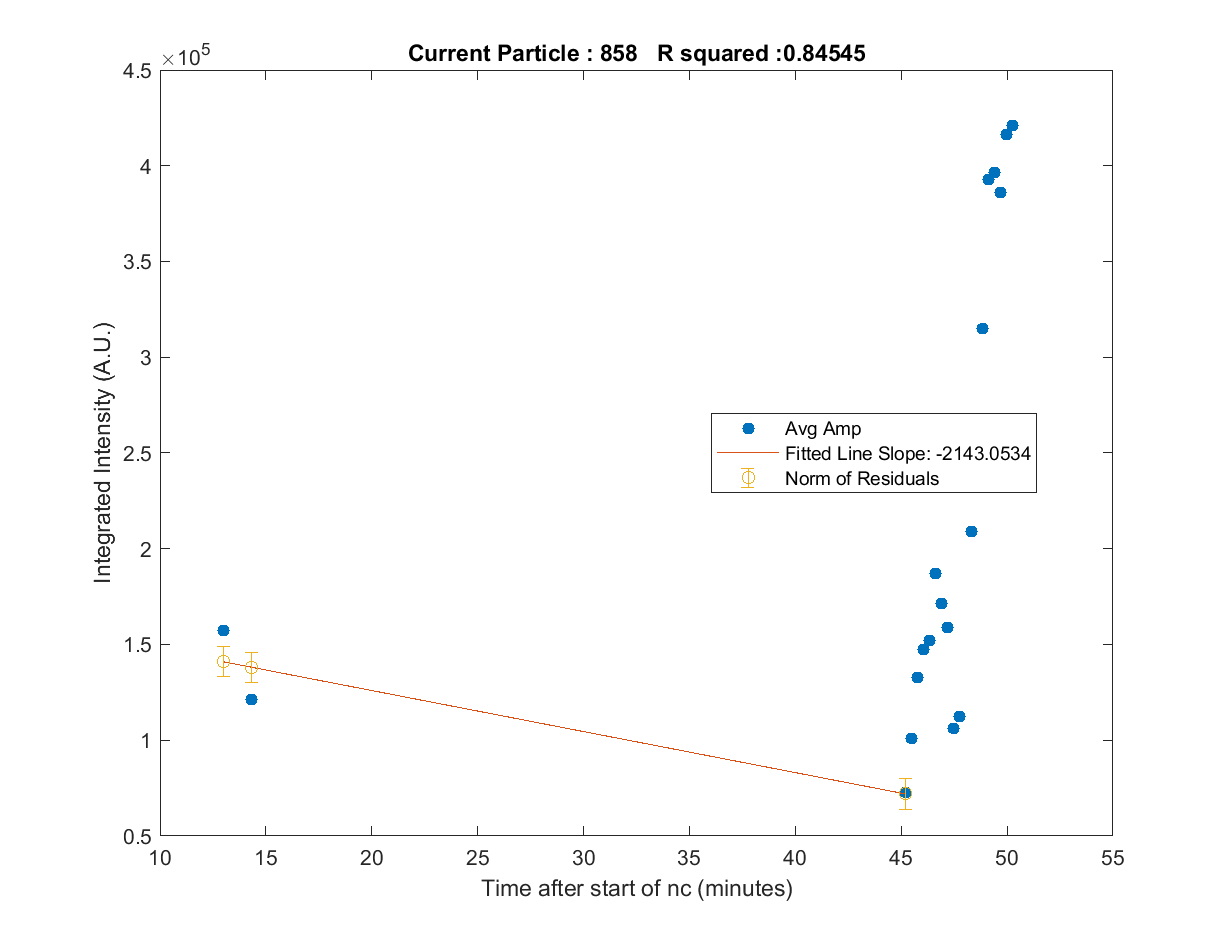 Current Particle : 858 R squared :0.84545
×10^5
4.5
4
3.5
3
2.5
2
1.5
1
0.5
Integrated Intensity (A.U.)
Avg Amp
Fitted Line Slope: -2143.0534
Norm of Residuals
10 15 20 25 30 35 40 45 50 55
Time after start of nc (minutes)